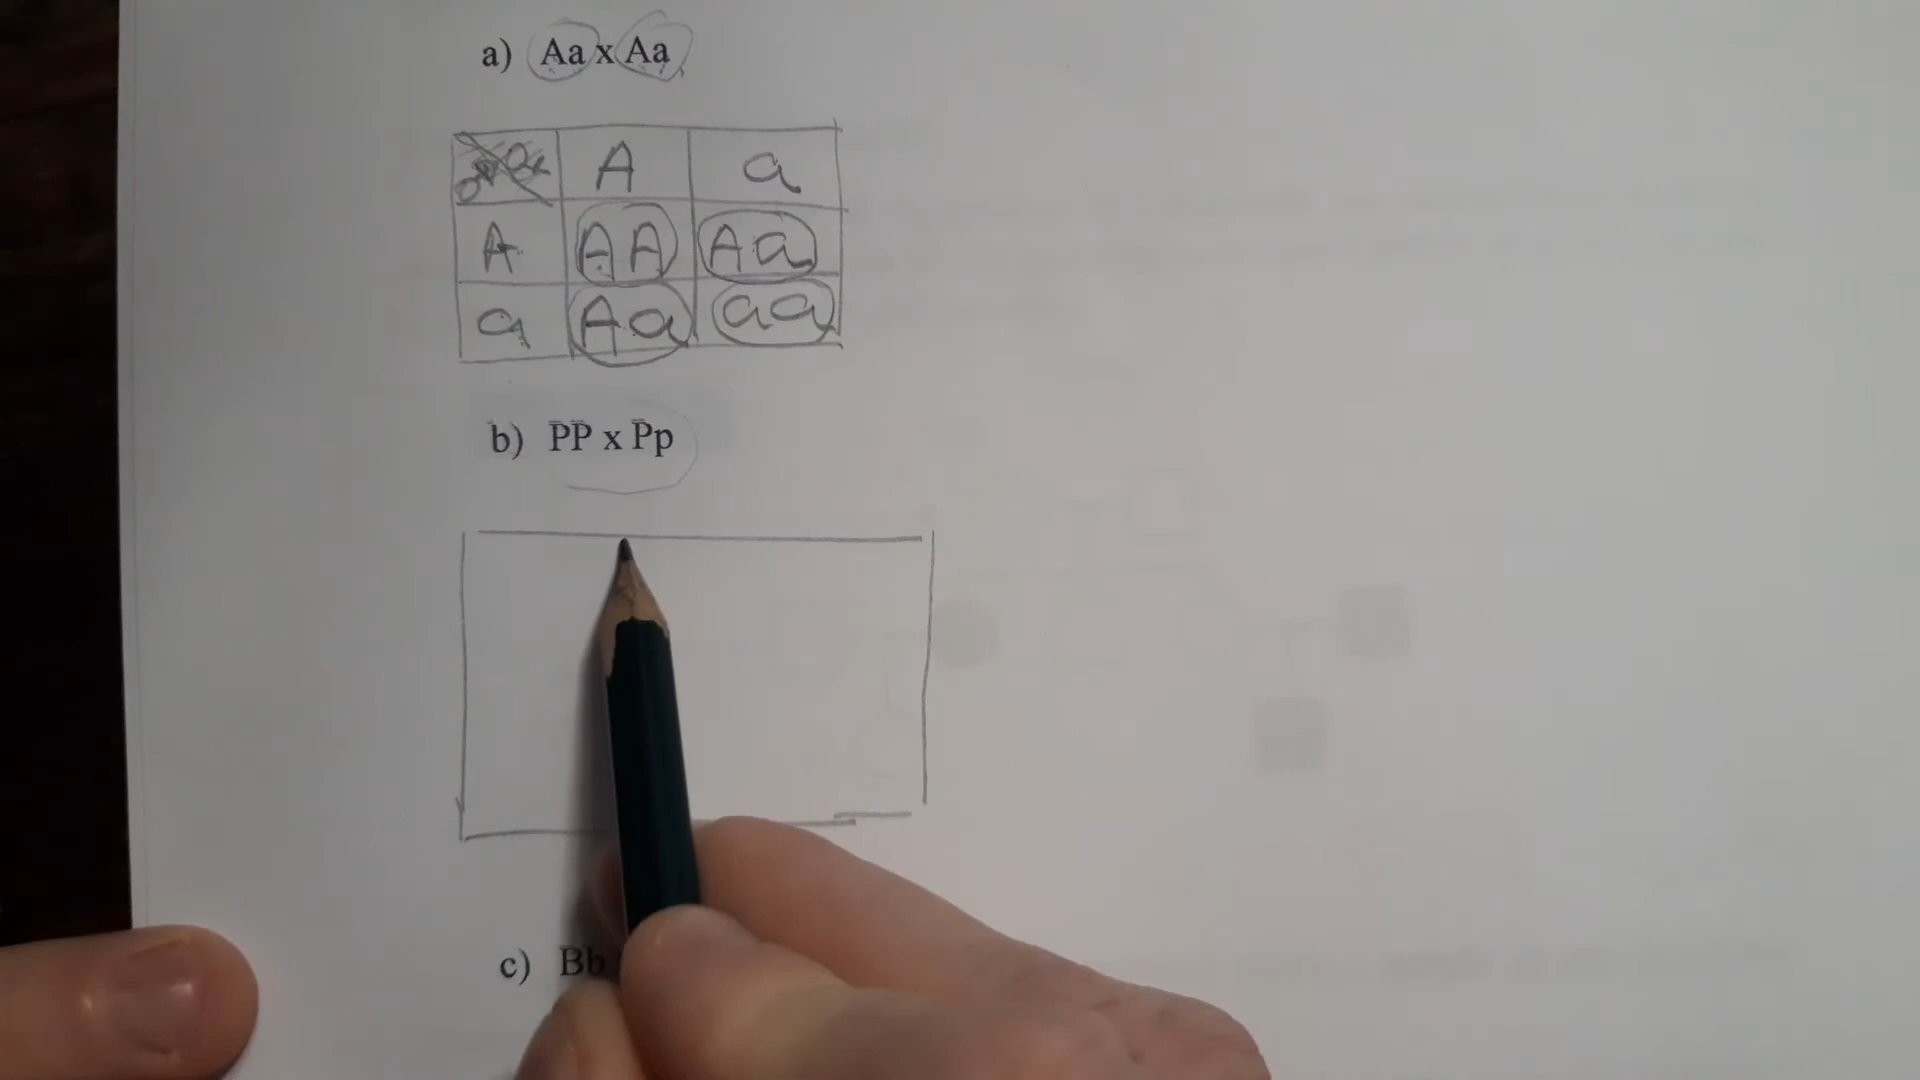 a) Aa x Aa
A a
A AA Aa
a Aa aa
b) PP x Pp
c) Bb